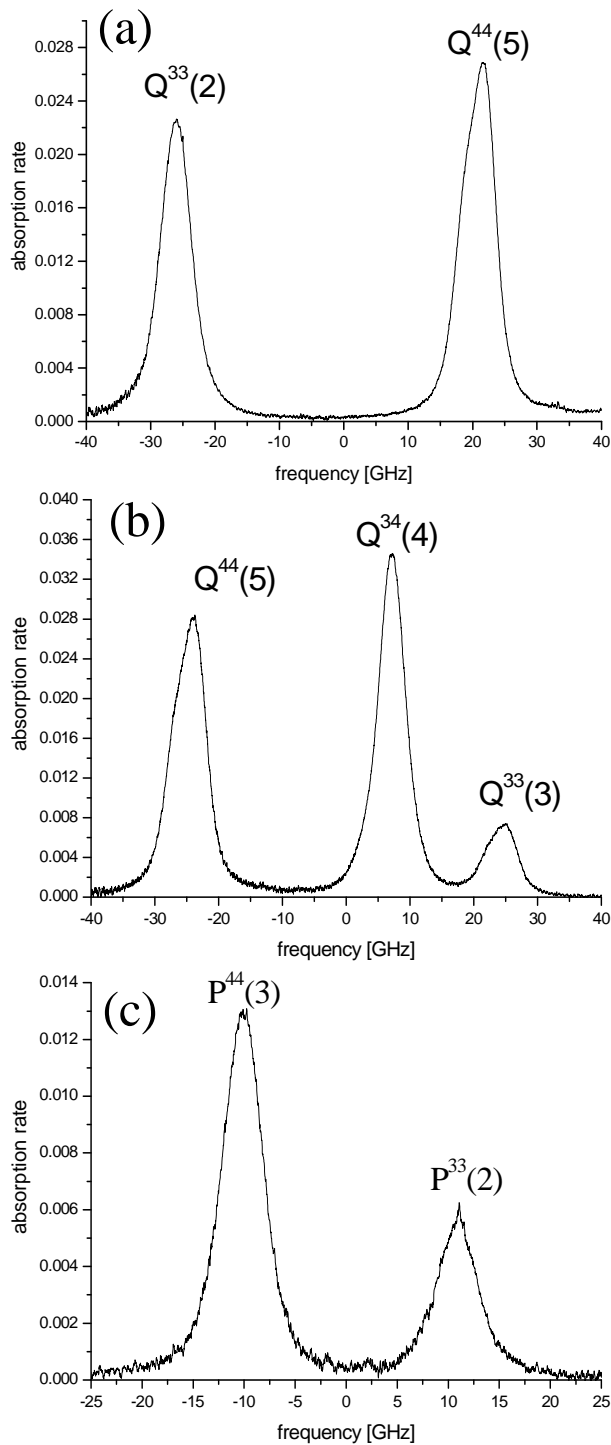 (a)
Q³³(2)
Q⁴⁴(5)
absorption rate
0.028
0.024
0.020
0.016
0.012
0.008
0.004
0.000
-40 -30 -20 -10 0 10 20 30 40
frequency [GHz]
(b)
Q⁴⁴(5)
Q³⁴(4)
Q³³(3)
absorption rate
0.040
0.036
0.032
0.028
0.024
0.020
0.016
0.012
0.008
0.004
0.000
-40 -30 -20 -10 0 10 20 30 40
frequency [GHz]
(c)
P⁴⁴(3)
P³³(2)
absorption rate
0.014
0.012
0.010
0.008
0.006
0.004
0.002
0.000
-25 -20 -15 -10 -5 0 5 10 15 20 25
frequency [GHz]